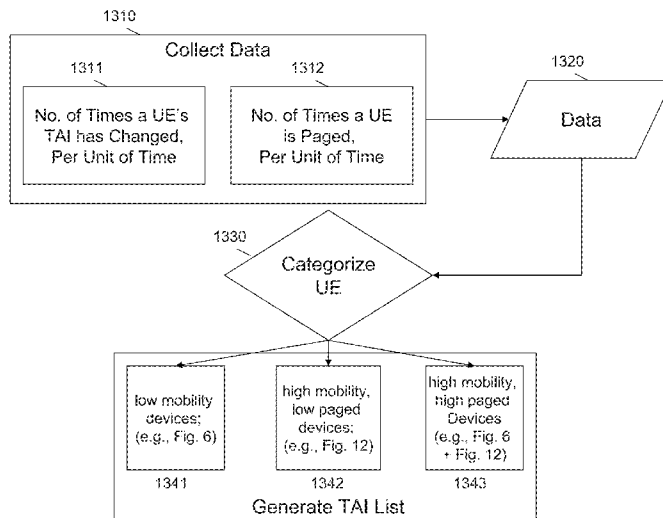 1310
Collect Data
1311
1312
No. of Times a UE's
TAI has Changed,
Per Unit of Time
No. of Times a UE
is Paged,
Per Unit of Time
1320
Data
1330
Categorize
UE
low mobility
devices;
(e.g., Fig. 6)
high mobility,
low paged
devices;
(e.g., Fig. 12)
high mobility,
high paged
Devices
(e.g., Fig. 6
+ Fig. 12)
1341
1342
1343
Generate TAI List